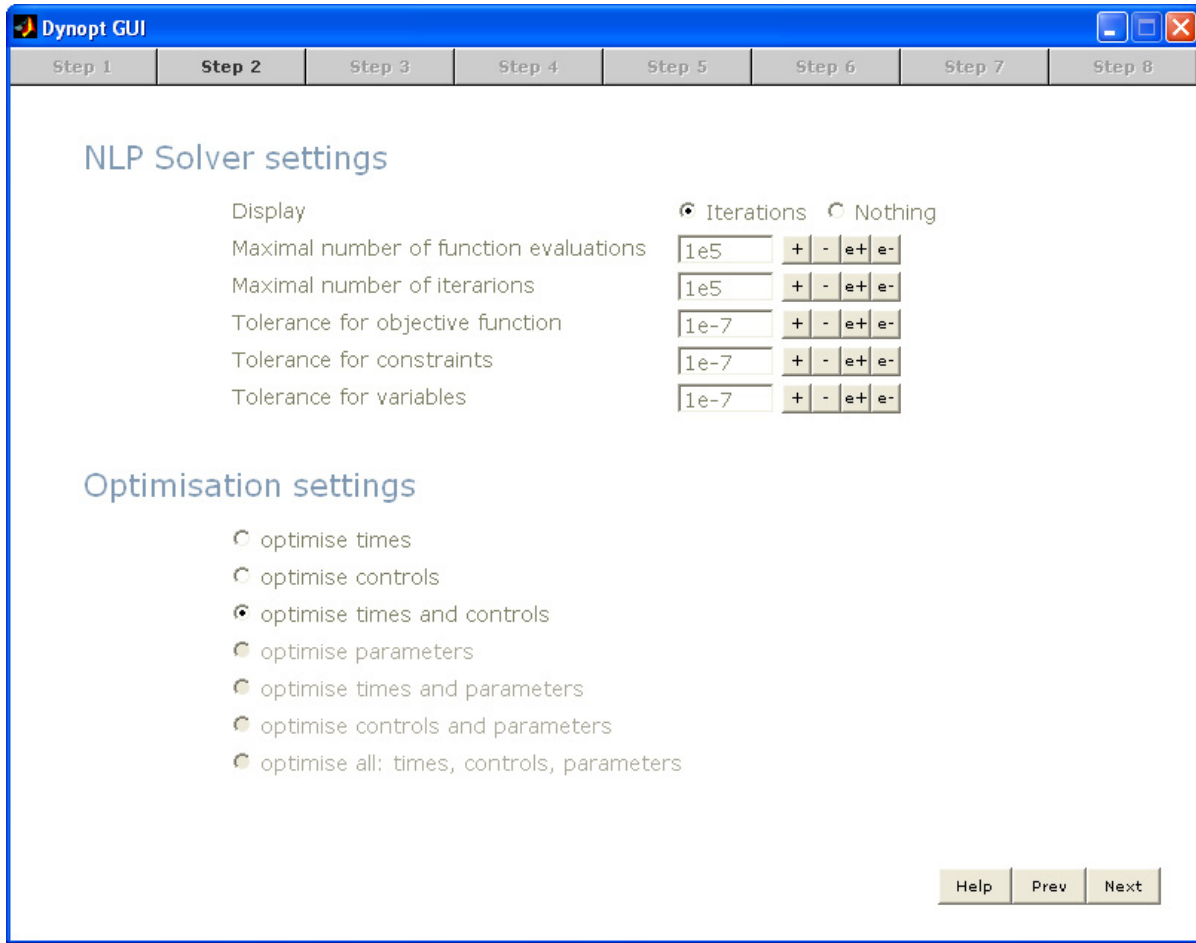 Dynopt GUI
Step 1 Step 2 Step 3 Step 4 Step 5 Step 6 Step 7 Step 8
NLP Solver settings
Display Iterations Nothing
Maximal number of function evaluations 1e5 + - e+ e-
Maximal number of iterarions 1e5 + - e+ e-
Tolerance for objective function 1e-7 + - e+ e-
Tolerance for constraints 1e-7 + - e+ e-
Tolerance for variables 1e-7 + - e+ e-
Optimisation settings
optimise times
optimise controls
optimise times and controls
optimise parameters
optimise times and parameters
optimise controls and parameters
optimise all: times, controls, parameters
Help Prev Next